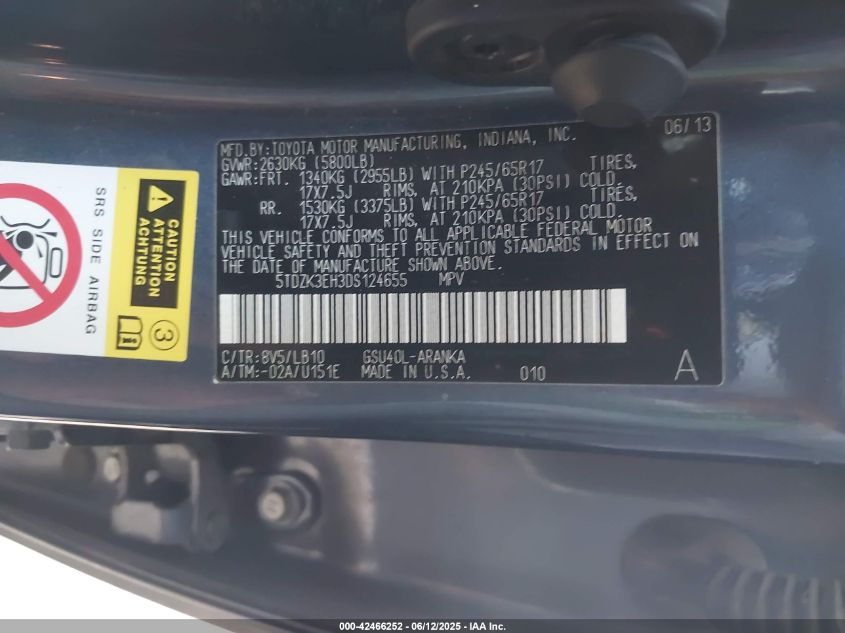 MFD.BY:TOYOTA MOTOR MANUFACTURING, INDIANA, INC. 06/13
GVWR:2630KG (5800LB)
GAWR:FRT. 1340KG (2955LB) WITH P245/65R17 TIRES,
17X7.5J RIMS, AT 210KPA (30PSI) COLD.
RR. 1530KG (3375LB) WITH P245/65R17 TIRES,
17X7.5J RIMS, AT 210KPA (30PSI) COLD.
THIS VEHICLE CONFORMS TO ALL APPLICABLE FEDERAL MOTOR
VEHICLE SAFETY AND THEFT PREVENTION STANDARDS IN EFFECT ON
THE DATE OF MANUFACTURE SHOWN ABOVE.
5TDZK3EH3DS124655 MPV
C/TR:8V5/LB10 GSU40L-ARANKA
A/TM:-02A/U151E MADE IN U.S.A. 010 A
SRS SIDE AIRBAG
CAUTION
ATTENTION
ACHTUNG
3
000-42466252 - 06/12/2025 - IAA Inc.